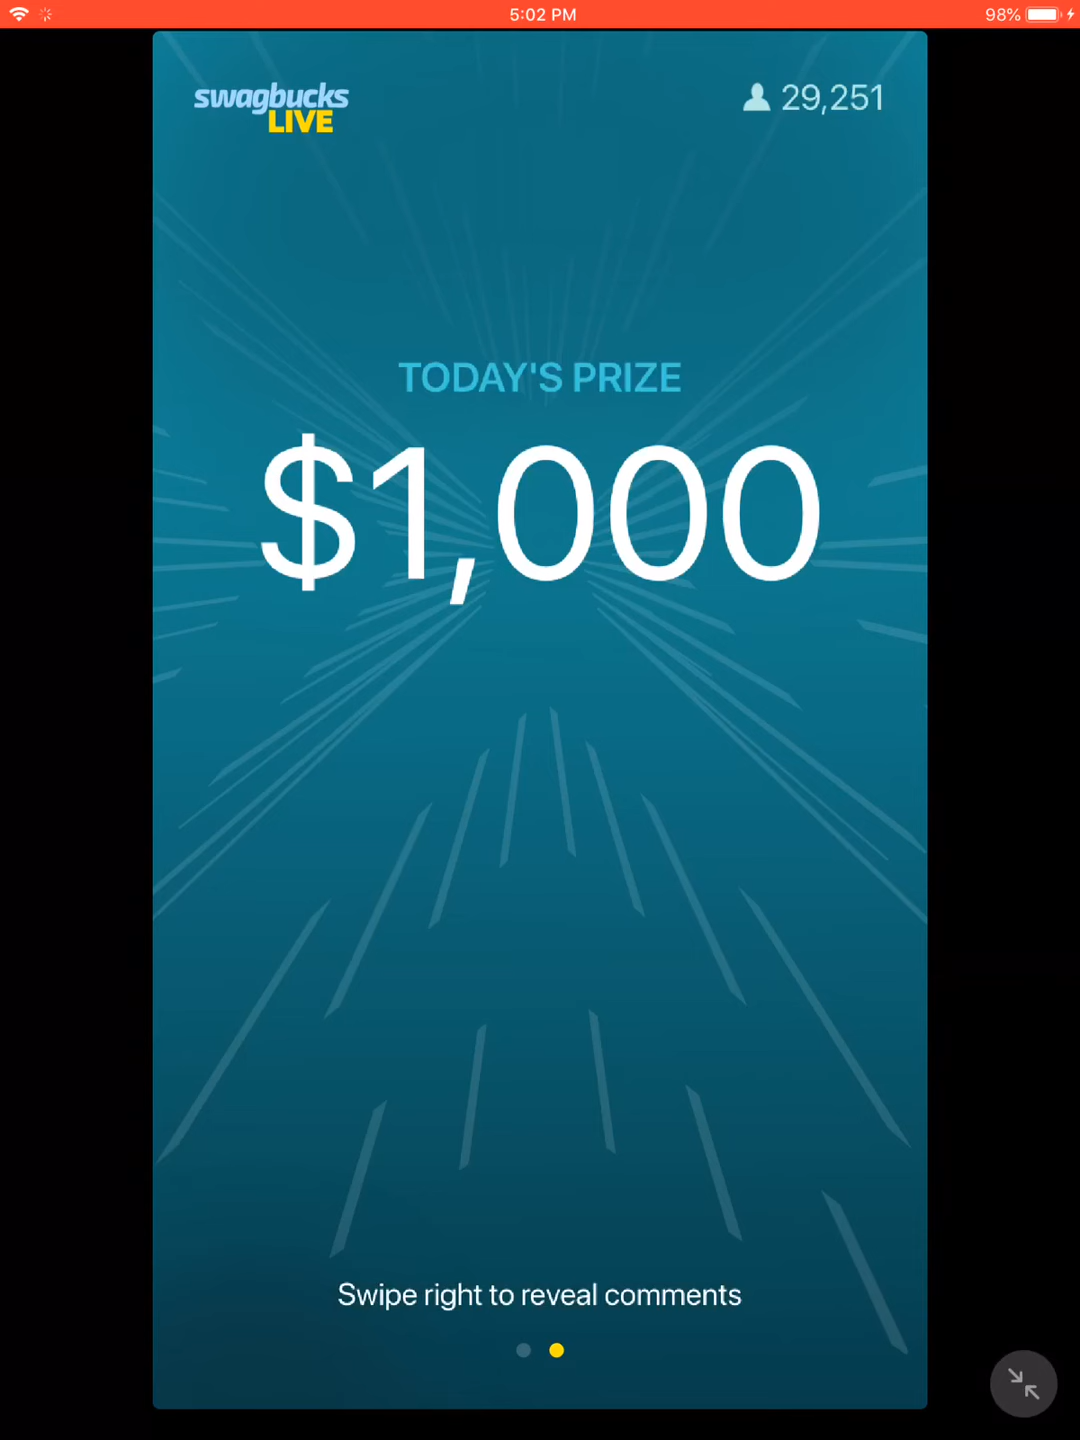 5:02 PM
98%
swagbucks
LIVE
29,251
TODAY'S PRIZE
$1,000
Swipe right to reveal comments